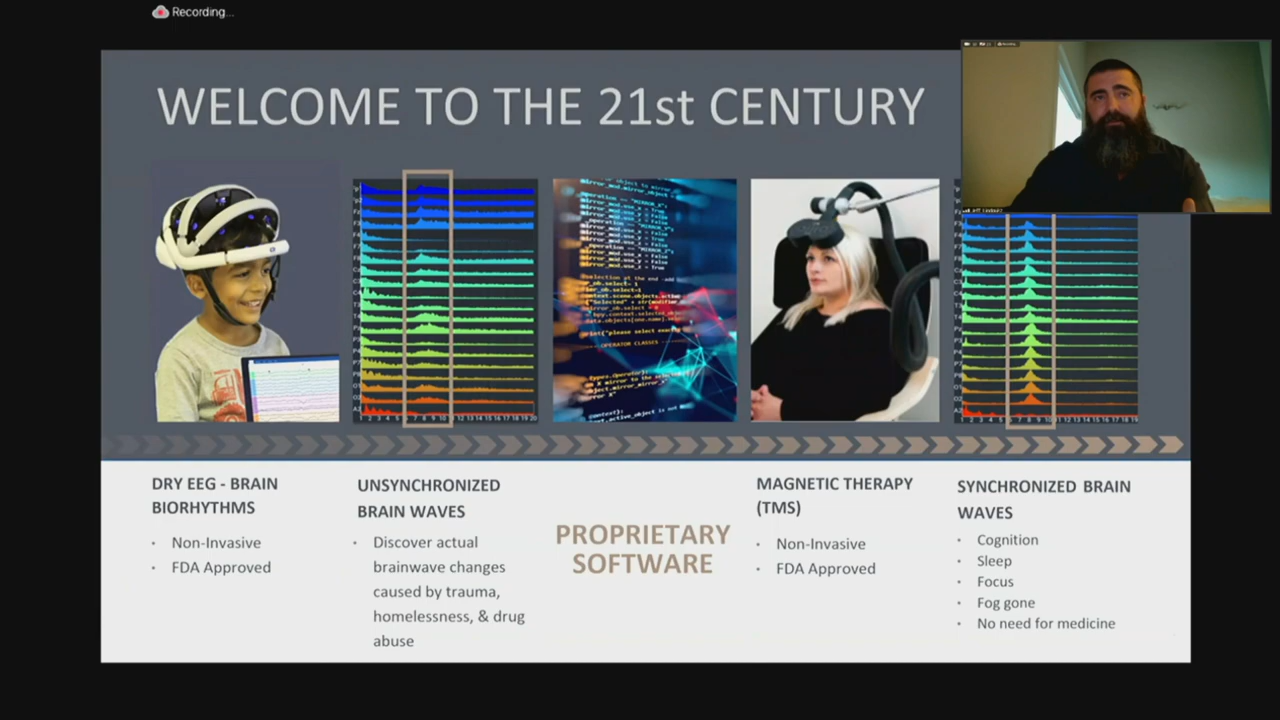 Recording...
WELCOME TO THE 21st CENTURY
DRY EEG - BRAIN
BIORHYTHMS
• Non-Invasive
• FDA Approved
UNSYNCHRONIZED
BRAIN WAVES
• Discover actual
brainwave changes
caused by trauma,
homelessness, & drug
abuse
PROPRIETARY
SOFTWARE
MAGNETIC THERAPY
(TMS)
• Non-Invasive
• FDA Approved
SYNCHRONIZED BRAIN
WAVES
• Cognition
• Sleep
• Focus
• Fog gone
• No need for medicine